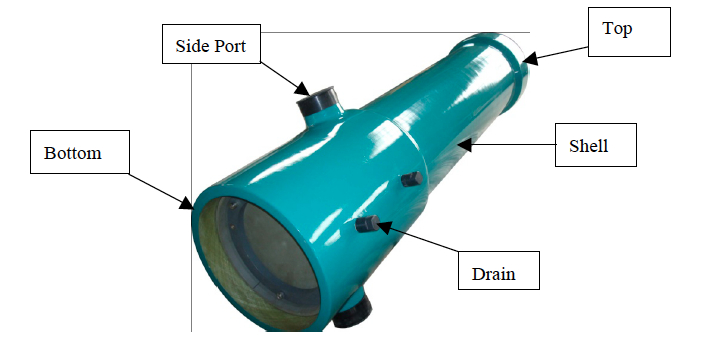 Top
Side Port
Shell
Bottom
Drain